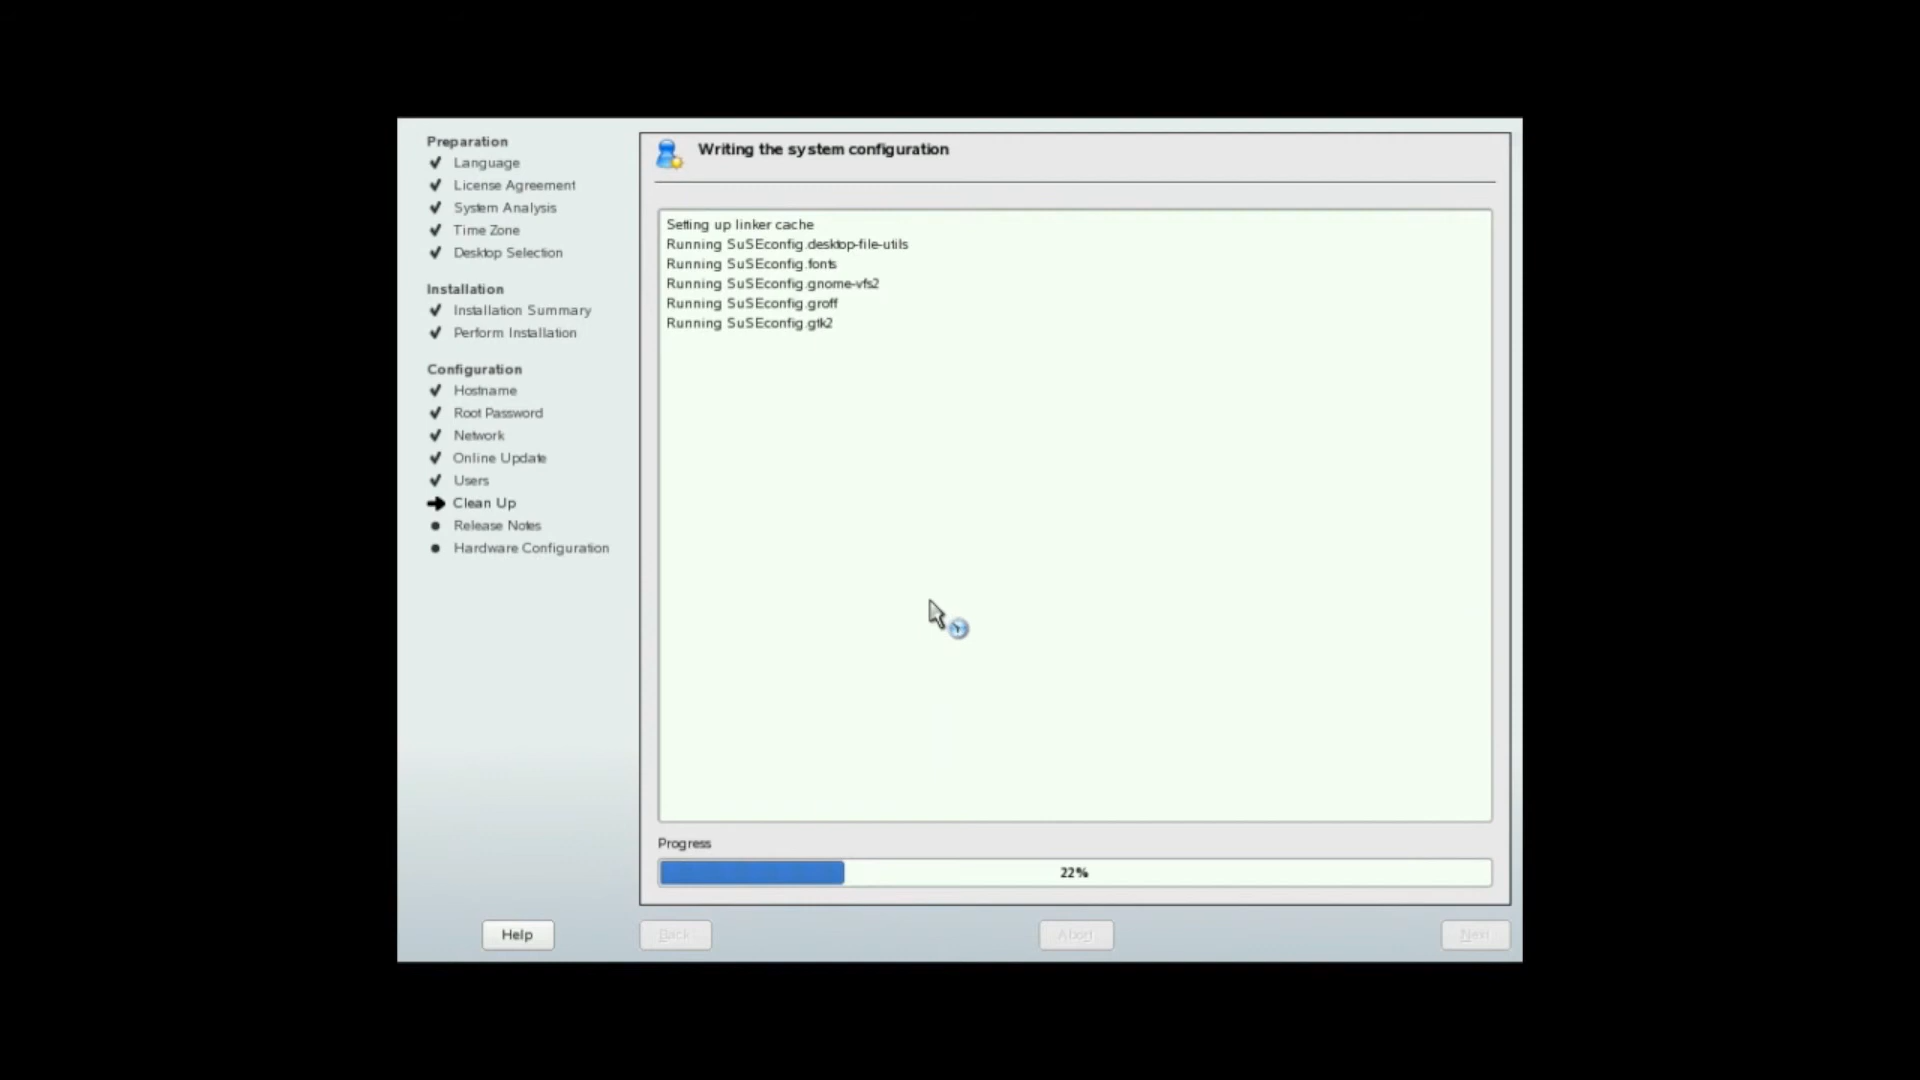 Preparation
Language
License Agreement
System Analysis
Time Zone
Desktop Selection
Installation
Installation Summary
Perform Installation
Configuration
Hostname
Root Password
Network
Online Update
Users
Clean Up
Release Notes
Hardware Configuration
Help
Writing the system configuration
Setting up linker cache
Running SuSEconfig.desktop-file-utils
Running SuSEconfig.fonts
Running SuSEconfig.gnome-vfs2
Running SuSEconfig.groff
Running SuSEconfig.gtk2
Progress
22%
Back
Abort
Next